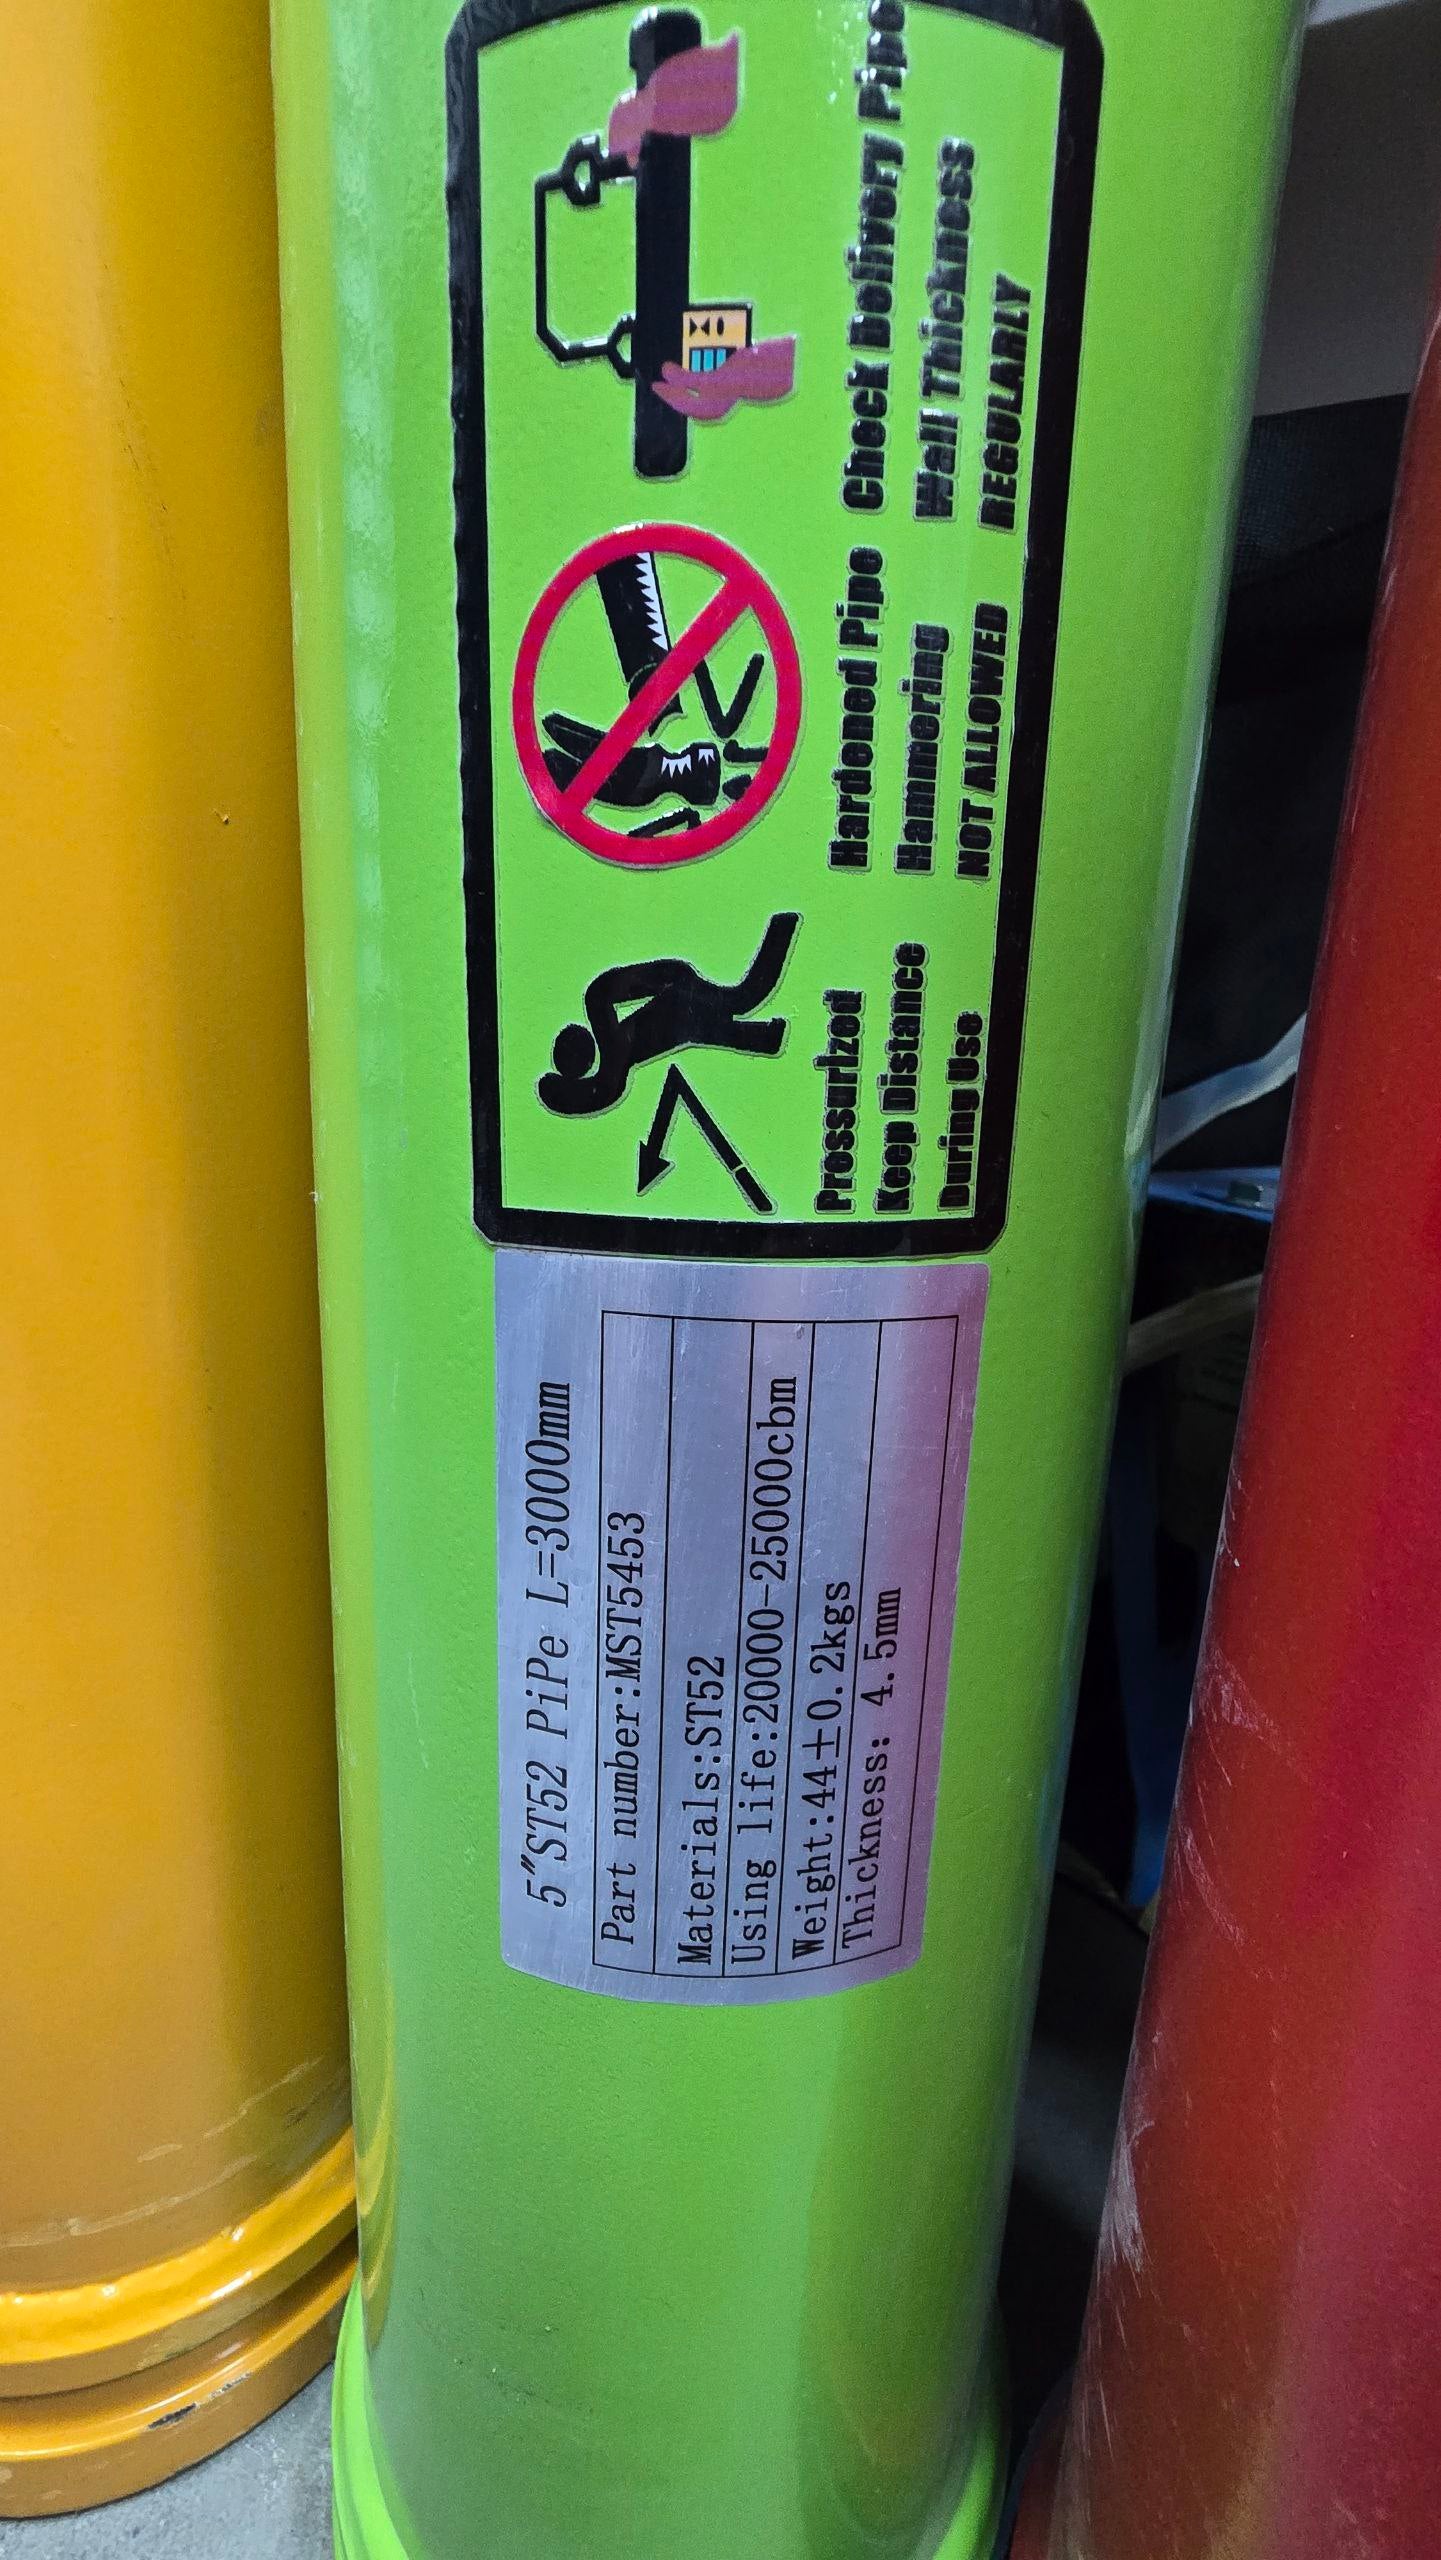 Pressurized
Keep Distance
During Use
Hardened Pipe
Hammering
NOT ALLOWED
Check Delivery Pipe
Wall Thickness
REGULARLY
5"ST52 PiPe L=3000mm
Part number:MST5453
Materials:ST52
Using life:20000-25000cbm
Weight:44±0.2kgs
Thickness: 4.5mm